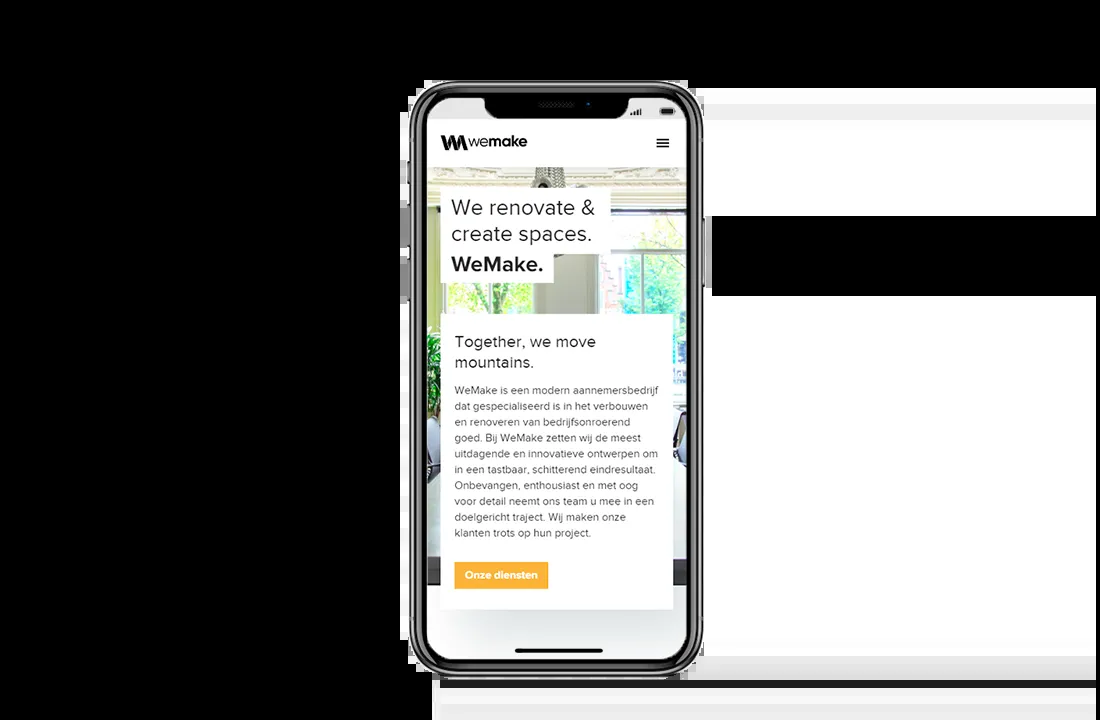 wemake
We renovate &
create spaces.
WeMake.
Together, we move
mountains.
WeMake is een modern aannemersbedrijf
dat gespecialiseerd is in het verbouwen
en renoveren van bedrijfsonroerend
goed. Bij WeMake zetten wij de meest
uitdagende en innovatieve ontwerpen om
in een tastbaar, schitterend eindresultaat.
Onbevangen, enthousiast en met oog
voor detail neemt ons team u mee in een
doelgericht traject. Wij maken onze
klanten trots op hun project.
Onze diensten